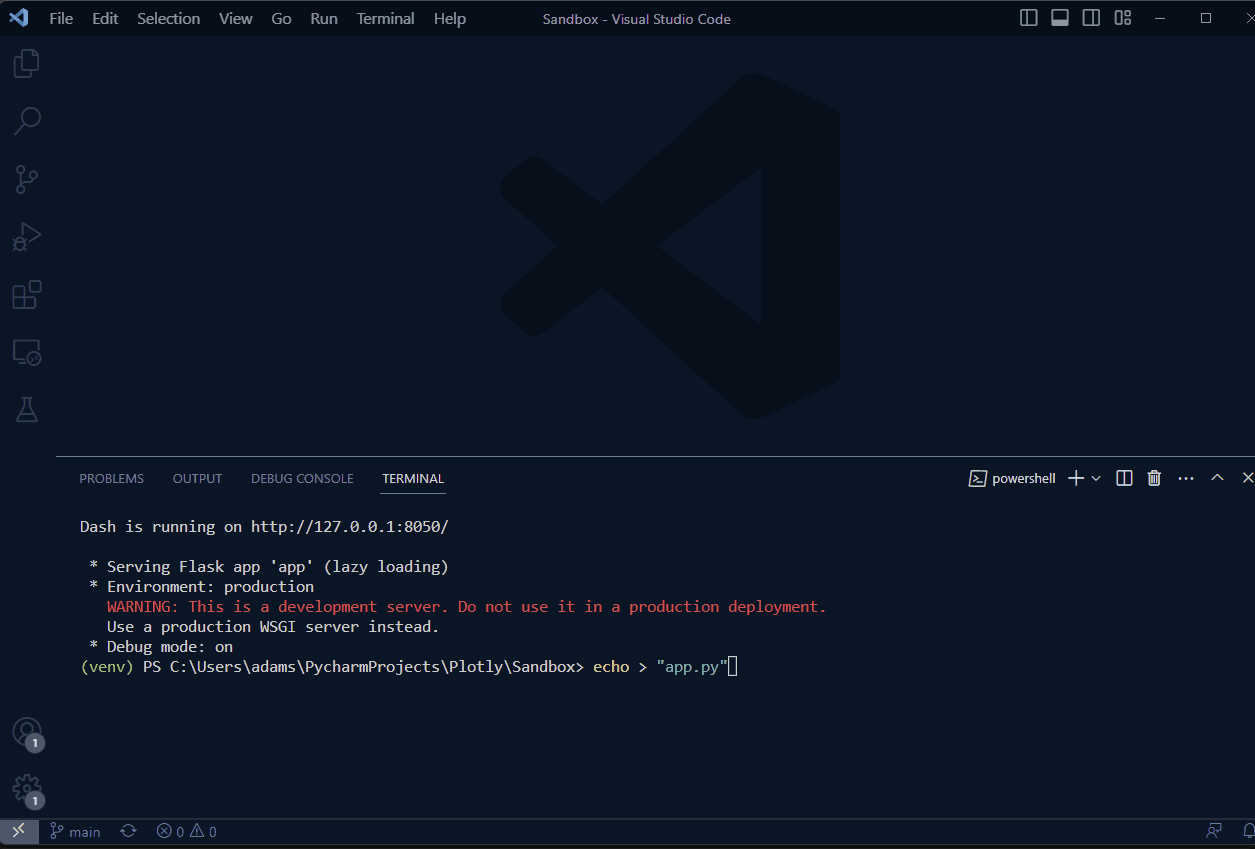 File Edit Selection View Go Run Terminal Help Sandbox - Visual Studio Code
PROBLEMS OUTPUT DEBUG CONSOLE TERMINAL powershell
Dash is running on http://127.0.0.1:8050/
* Serving Flask app 'app' (lazy loading)
* Environment: production
WARNING: This is a development server. Do not use it in a production deployment.
Use a production WSGI server instead.
* Debug mode: on
(venv) PS C:\Users\adams\PycharmProjects\Plotly\Sandbox> echo > "app.py"
1
1
main 0 0